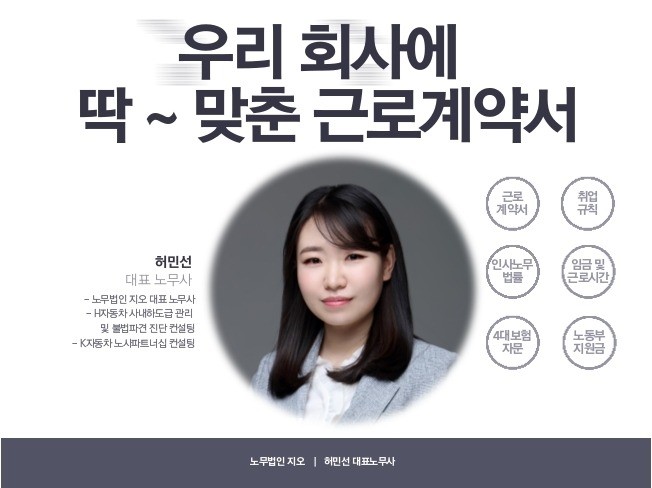 우리 회사에
딱 ~ 맞춘 근로계약서
허민선
대표 노무사
- 노무법인 지오 대표 노무사
- H자동차 사내하도급 관리
및 불법파견 진단 컨설팅
- K자동차 노사파트너십 컨설팅
근로
계약서
취업
규칙
인사노무
법률
임금 및
근로시간
4대보험
자문
노동부
지원금
노무법인 지오 | 허민선 대표노무사